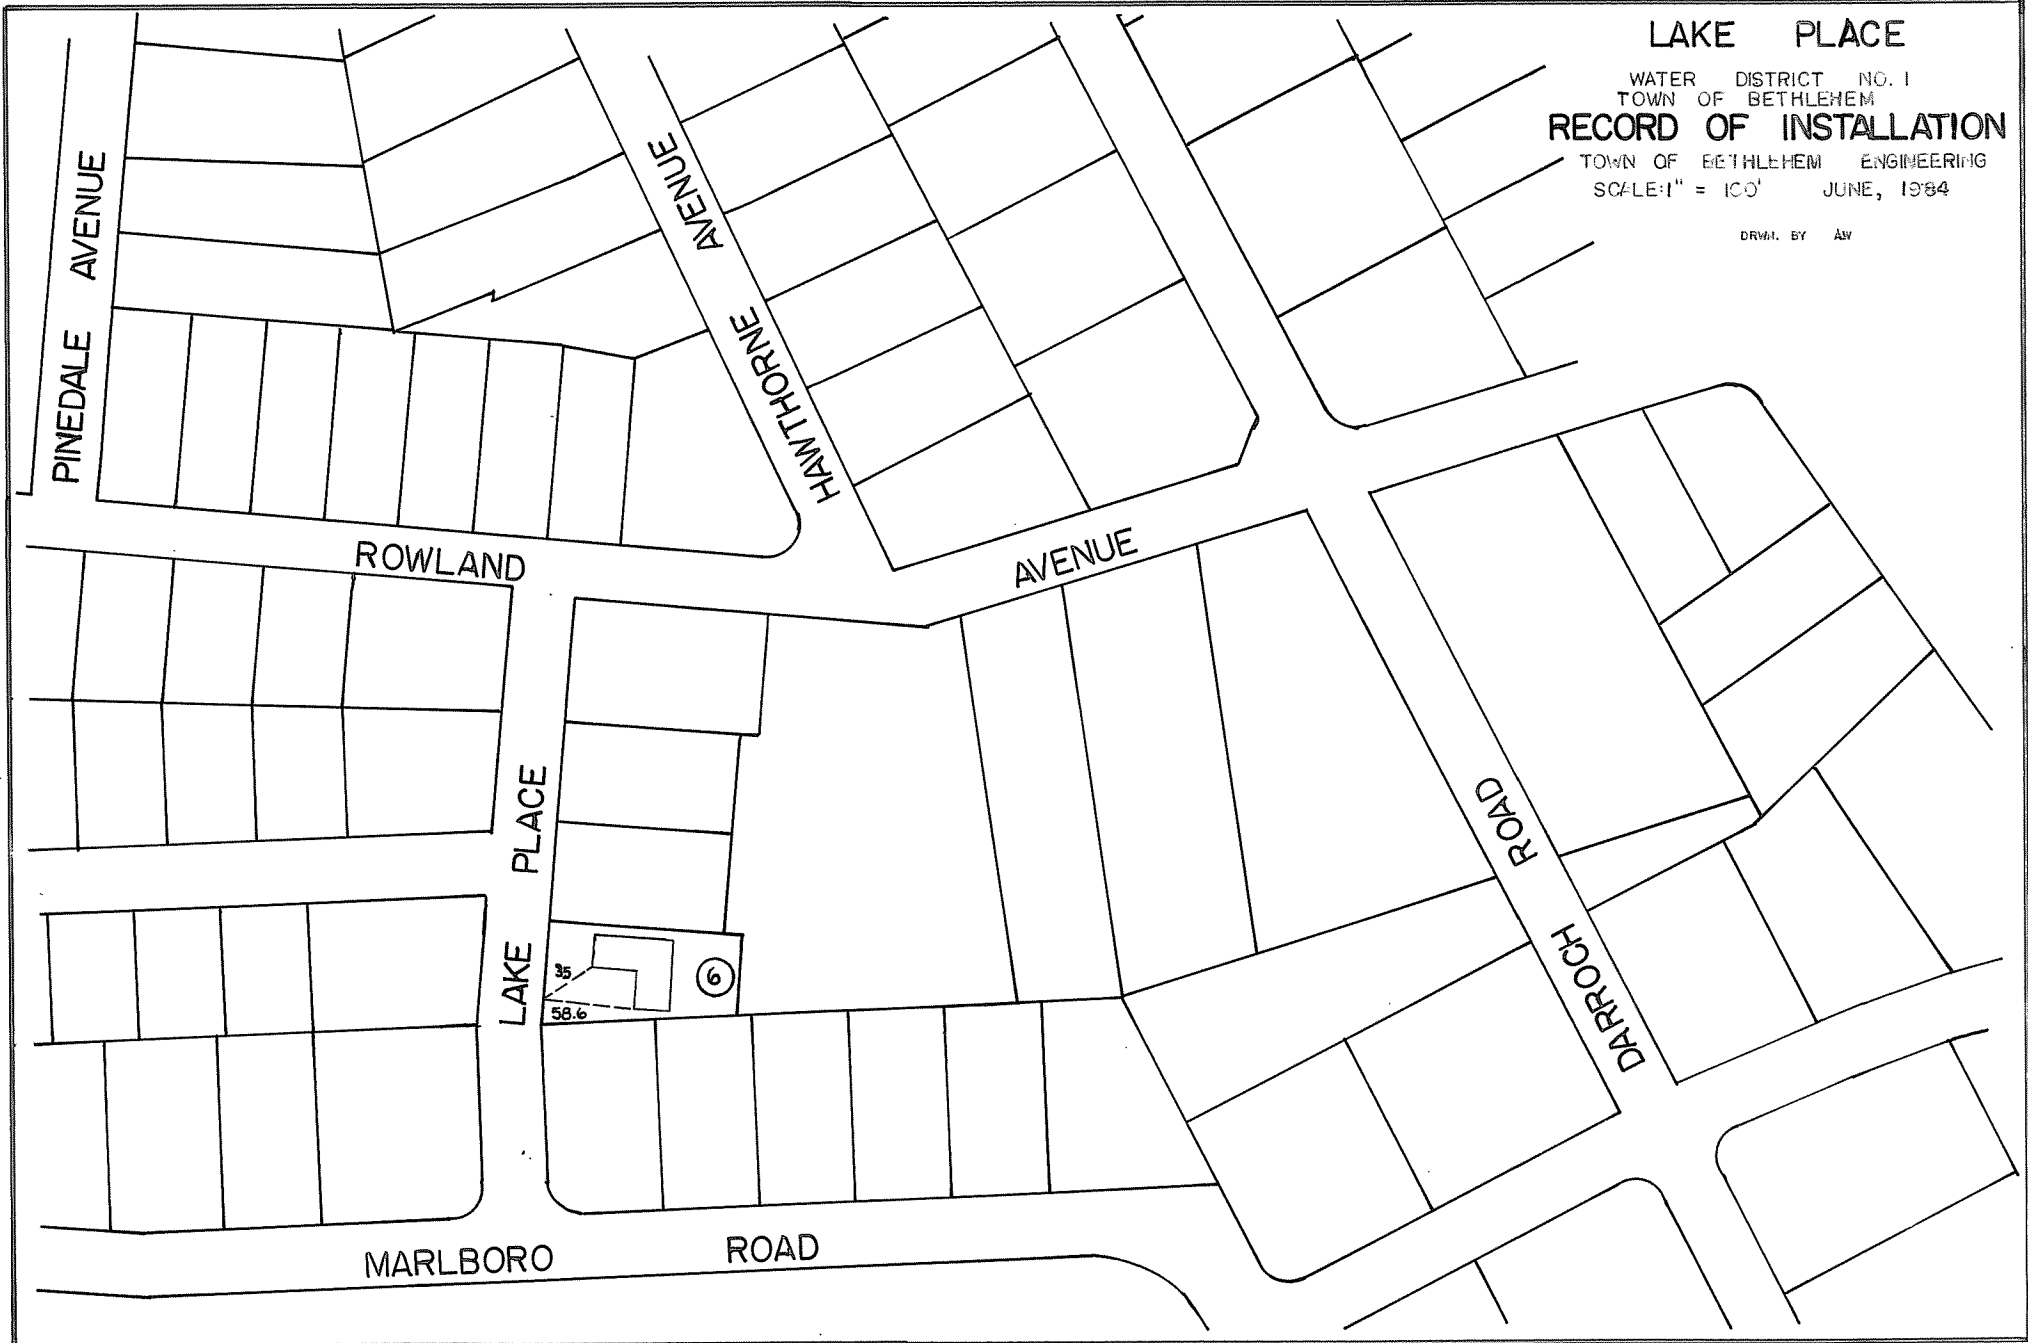 LAKE PLACE
WATER DISTRICT NO. 1
TOWN OF BETHLEHEM
RECORD OF INSTALLATION
TOWN OF BETHLEHEM ENGINEERING
SCALE: 1" = 100' JUNE, 1984
DRWN. BY AW
PINEDALE AVENUE
HAWTHORNE AVENUE
ROWLAND AVENUE
LAKE PLACE
35
58.6
6
DARROCH ROAD
MARLBORO ROAD